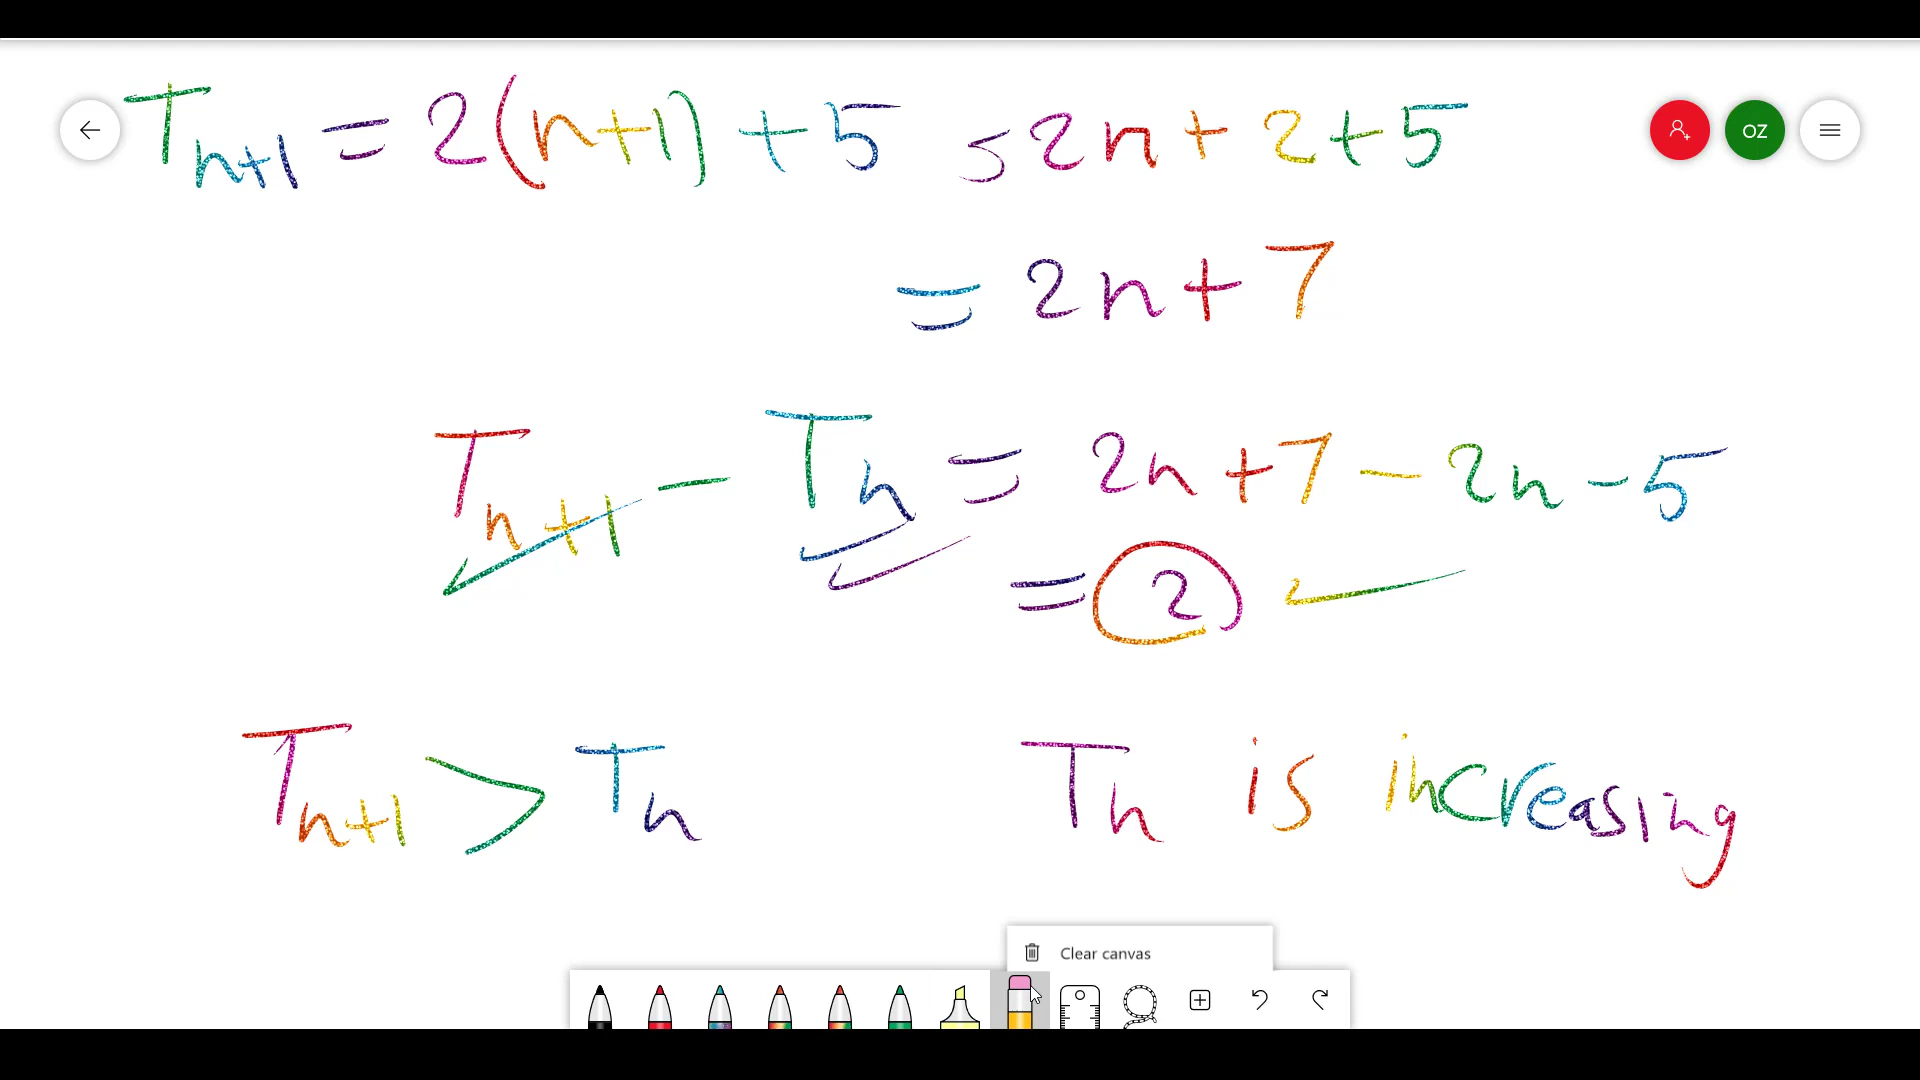 Tn+1 = 2(n+1) + 5 = 2n + 2 + 5
OZ
= 2n + 7
Tn+1 - Tn = 2n + 7 - 2n - 5
= 2
Tn+1 > Tn Tn is increasing
Clear canvas